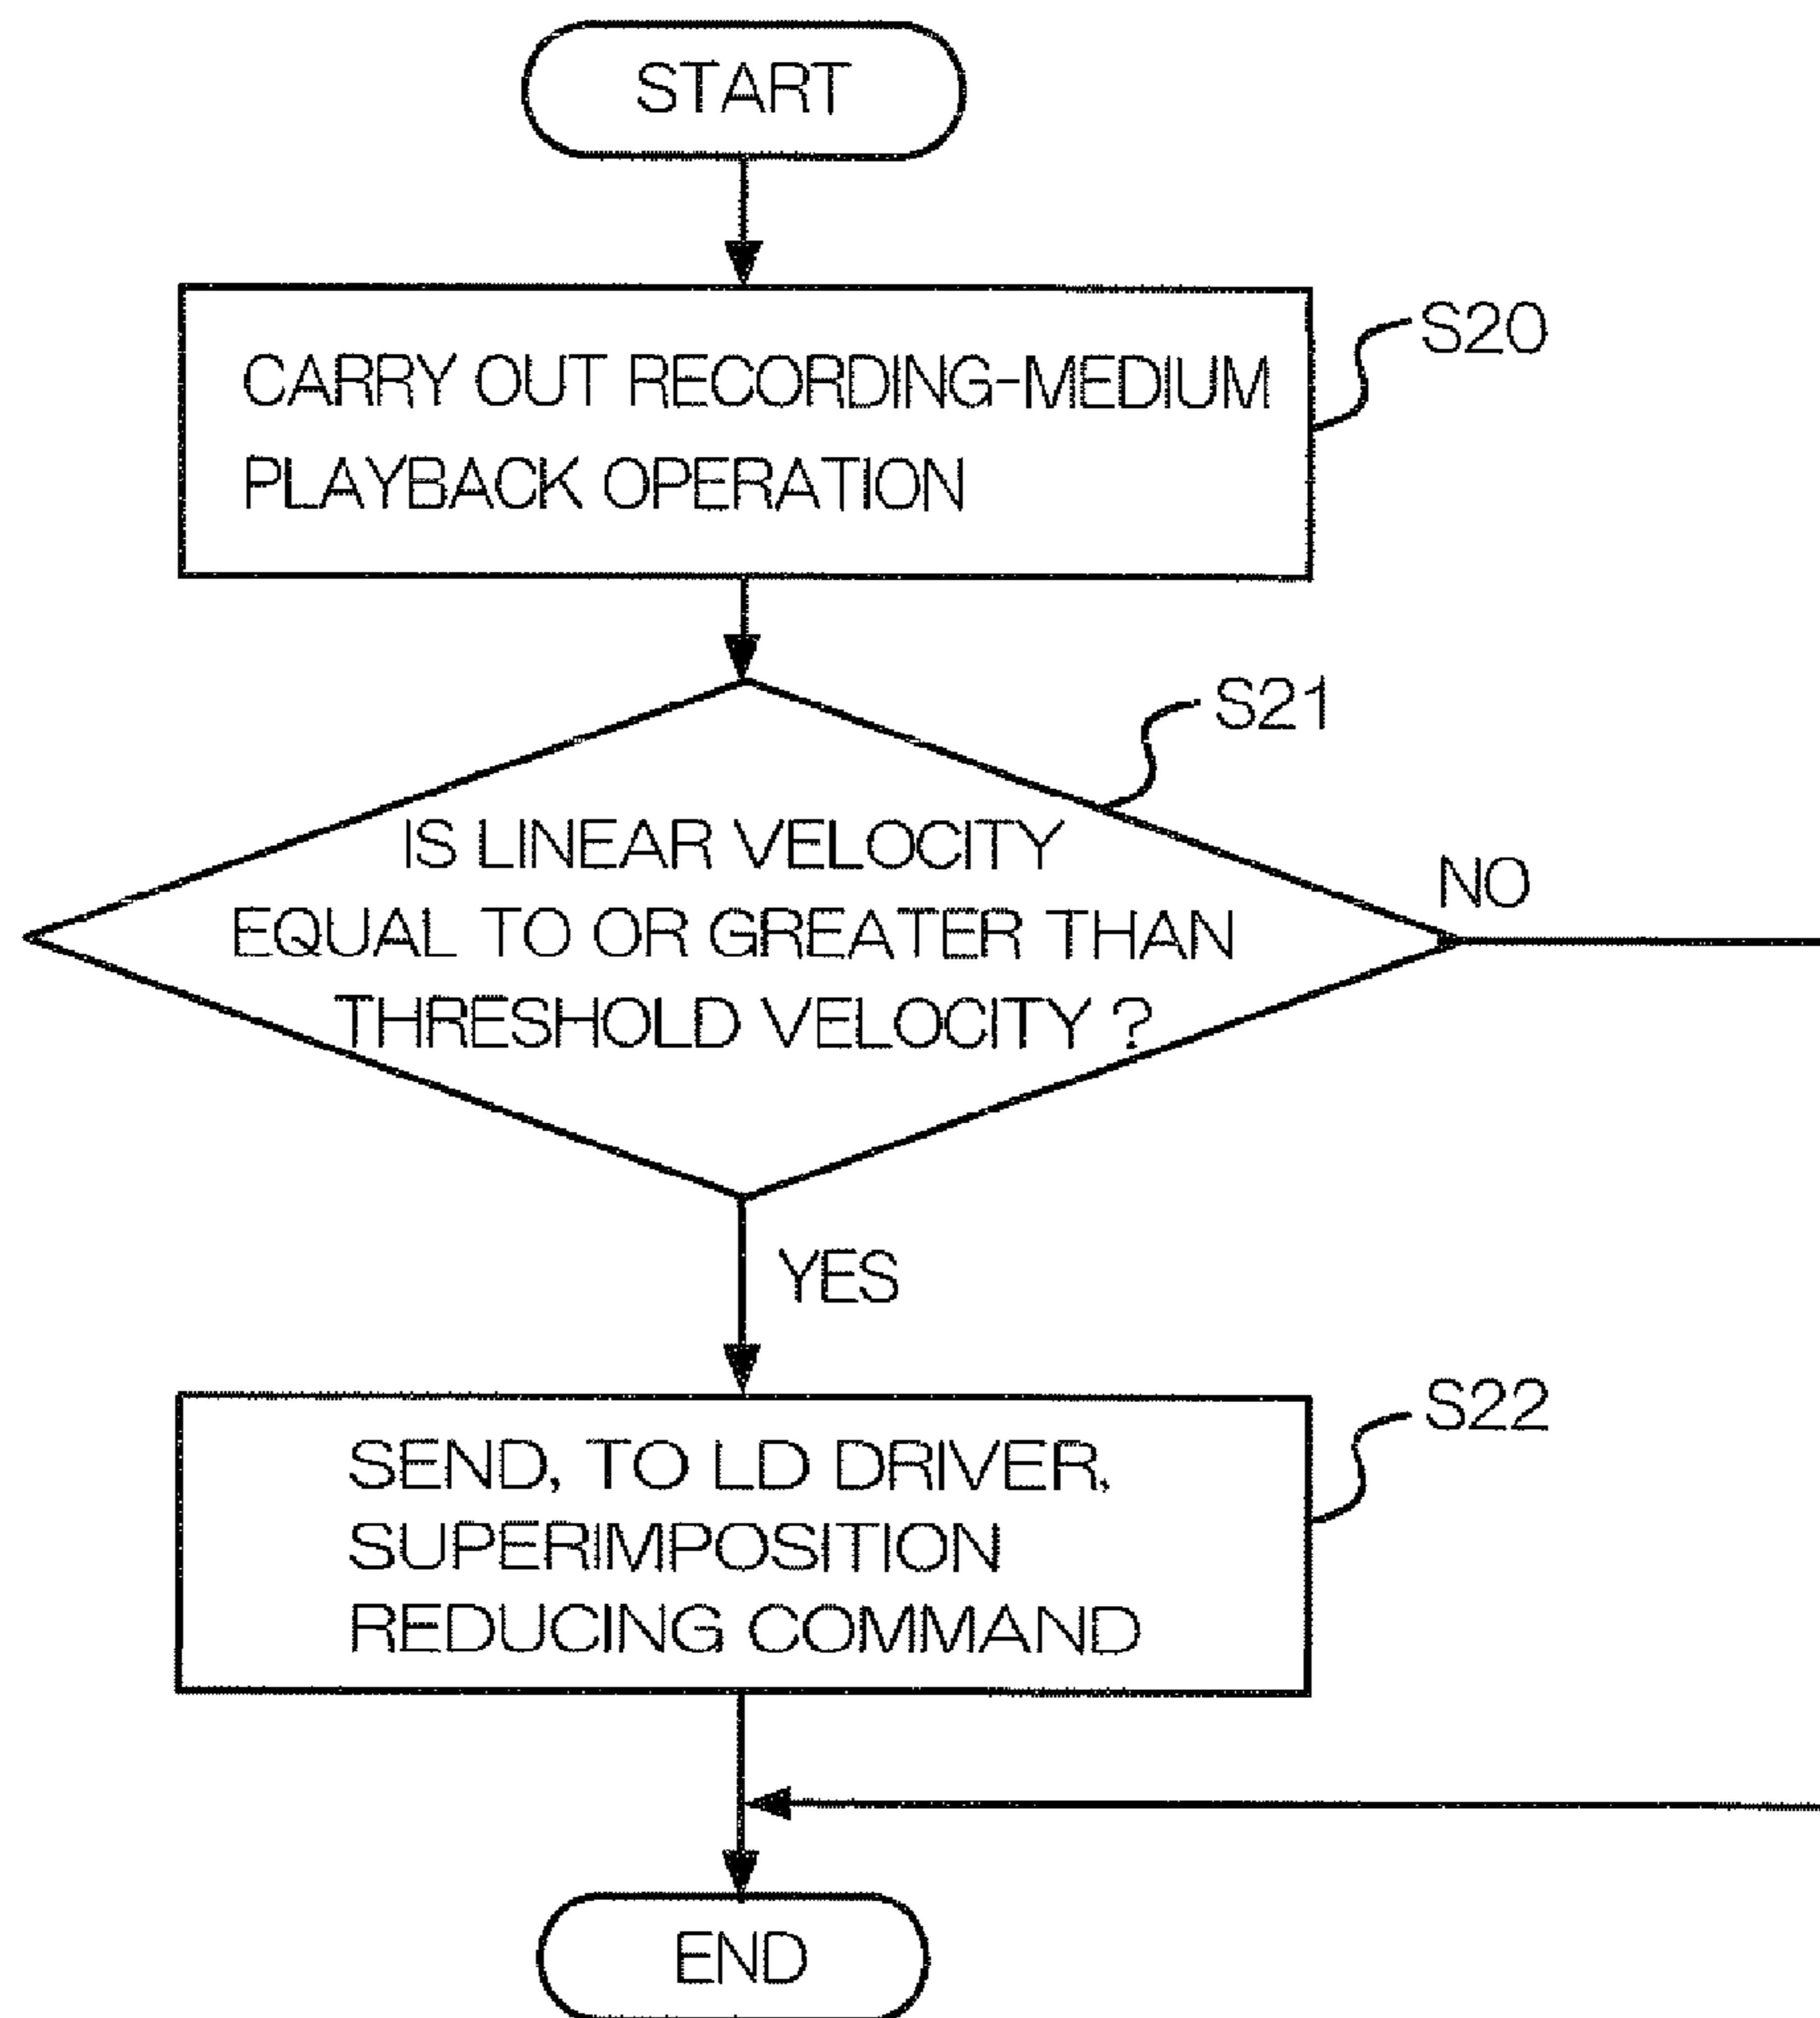 START
CARRY OUT RECORDING-MEDIUM
PLAYBACK OPERATION
S20
S21
IS LINEAR VELOCITY
EQUAL TO OR GREATER THAN
THRESHOLD VELOCITY ?
NO
YES
S22
SEND, TO LD DRIVER,
SUPERIMPOSITION
REDUCING COMMAND
END